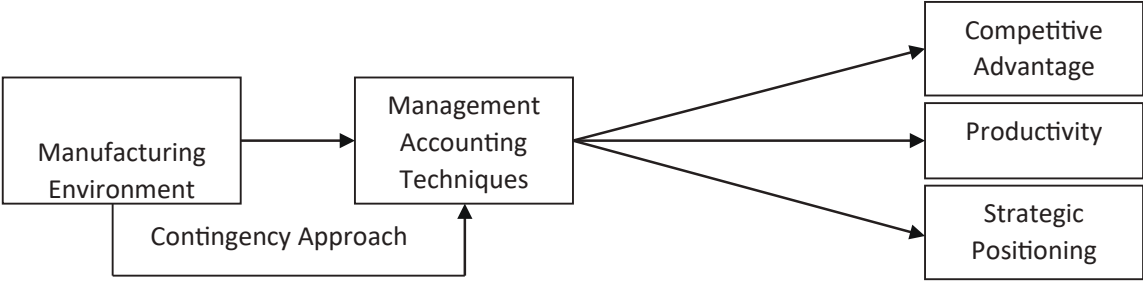 Manufacturing
Environment
Contingency Approach
Management
Accounting
Techniques
Competitive
Advantage
Productivity
Strategic
Positioning